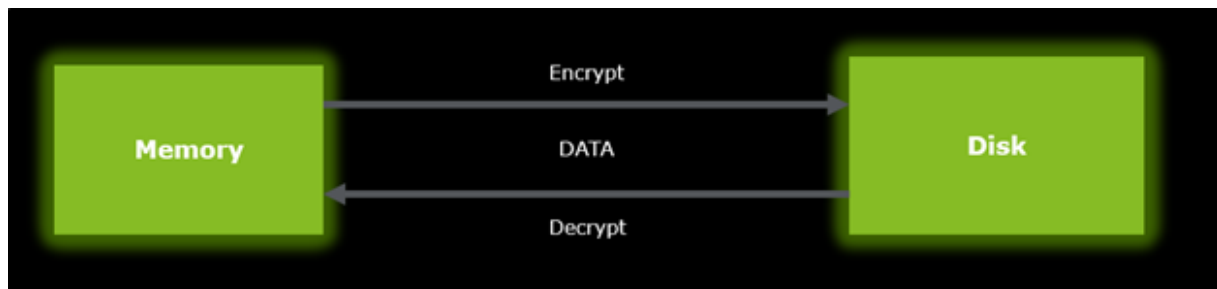 Encrypt
Memory
DATA
Disk
Decrypt